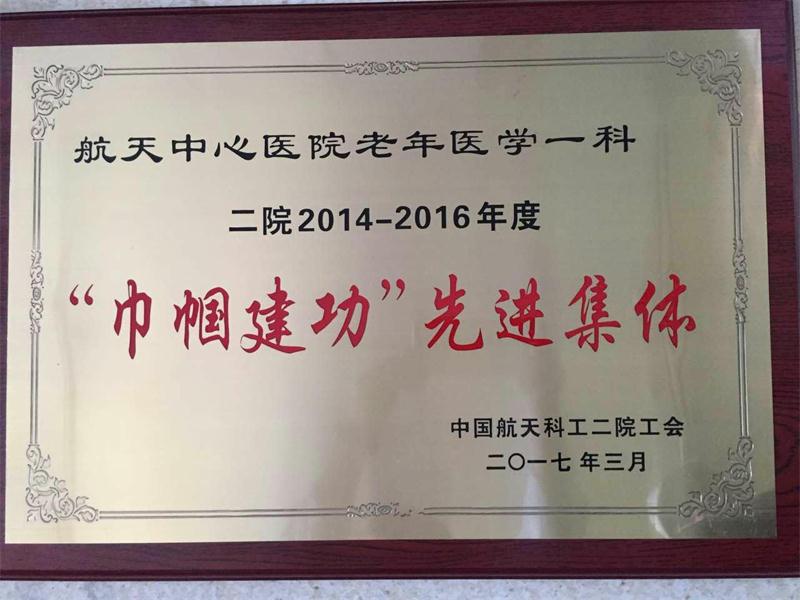 航天中心医院老年医学一科
二院2014-2016年度
“巾帼建功”先进集体
中国航天科工二院工会
二〇一七年三月